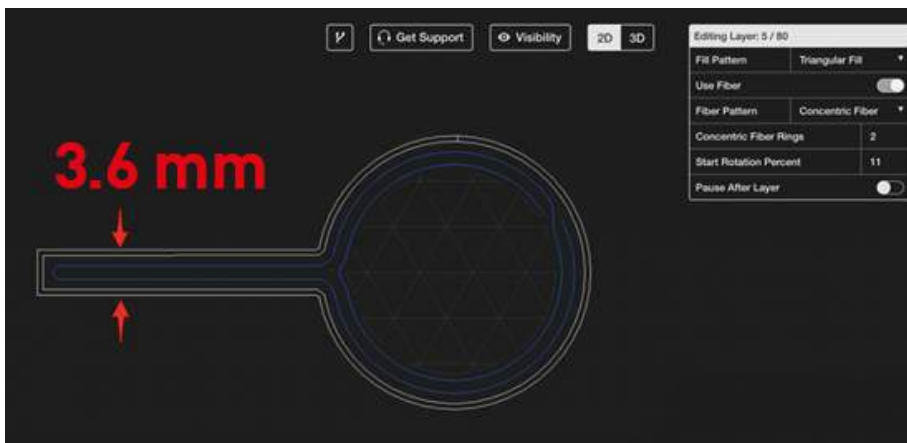 Get Support
Visibility
2D 3D
Editing Layer: 5 / 80
Fill Pattern Triangular Fill
Use Fiber
Fiber Pattern Concentric Fiber
Concentric Fiber Rings 2
Start Rotation Percent 11
Pause After Layer
3.6 mm